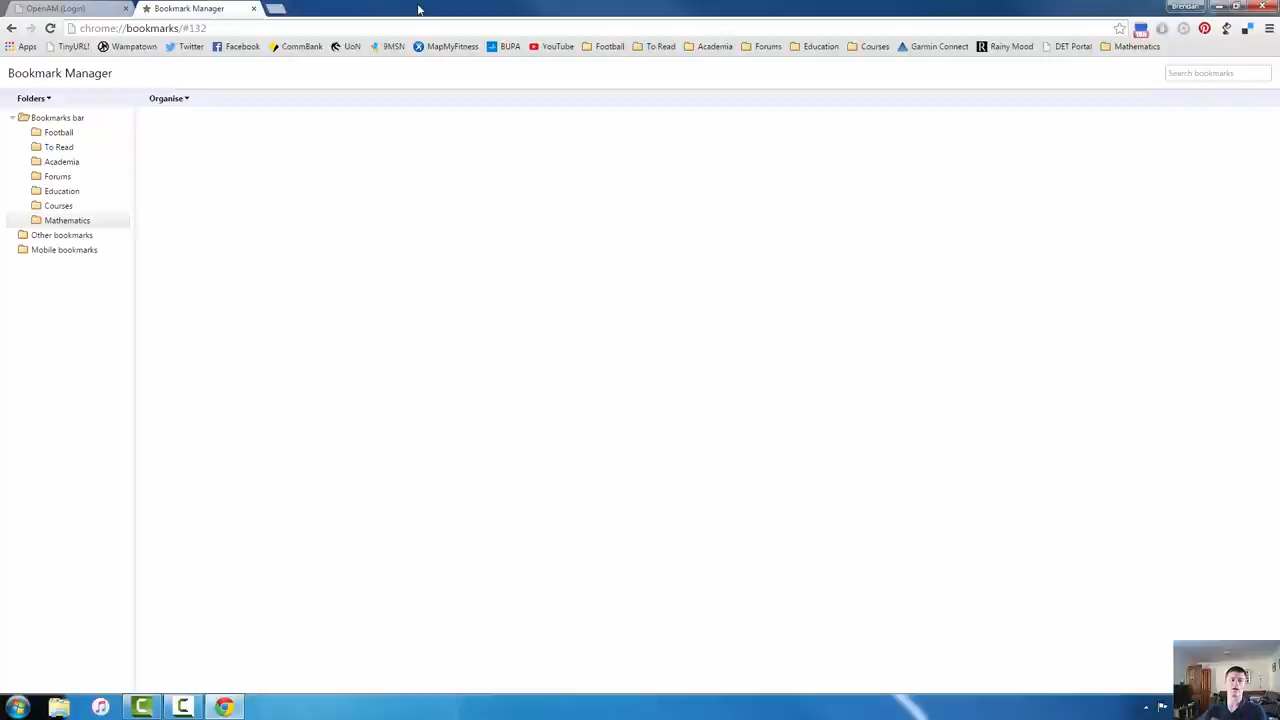 OpenAM (Login)
Bookmark Manager
Brendan
chrome://bookmarks/#132
188
Apps TinyURL! Wampatown Twitter Facebook CommBank UoN 9MSN MapMyFitness BUPA YouTube Football To Read Academia Forums Education Courses Garmin Connect Rainy Mood DET Portal Mathematics
Bookmark Manager
Search bookmarks
Folders
Organise
Bookmarks bar
Football
To Read
Academia
Forums
Education
Courses
Mathematics
Other bookmarks
Mobile bookmarks